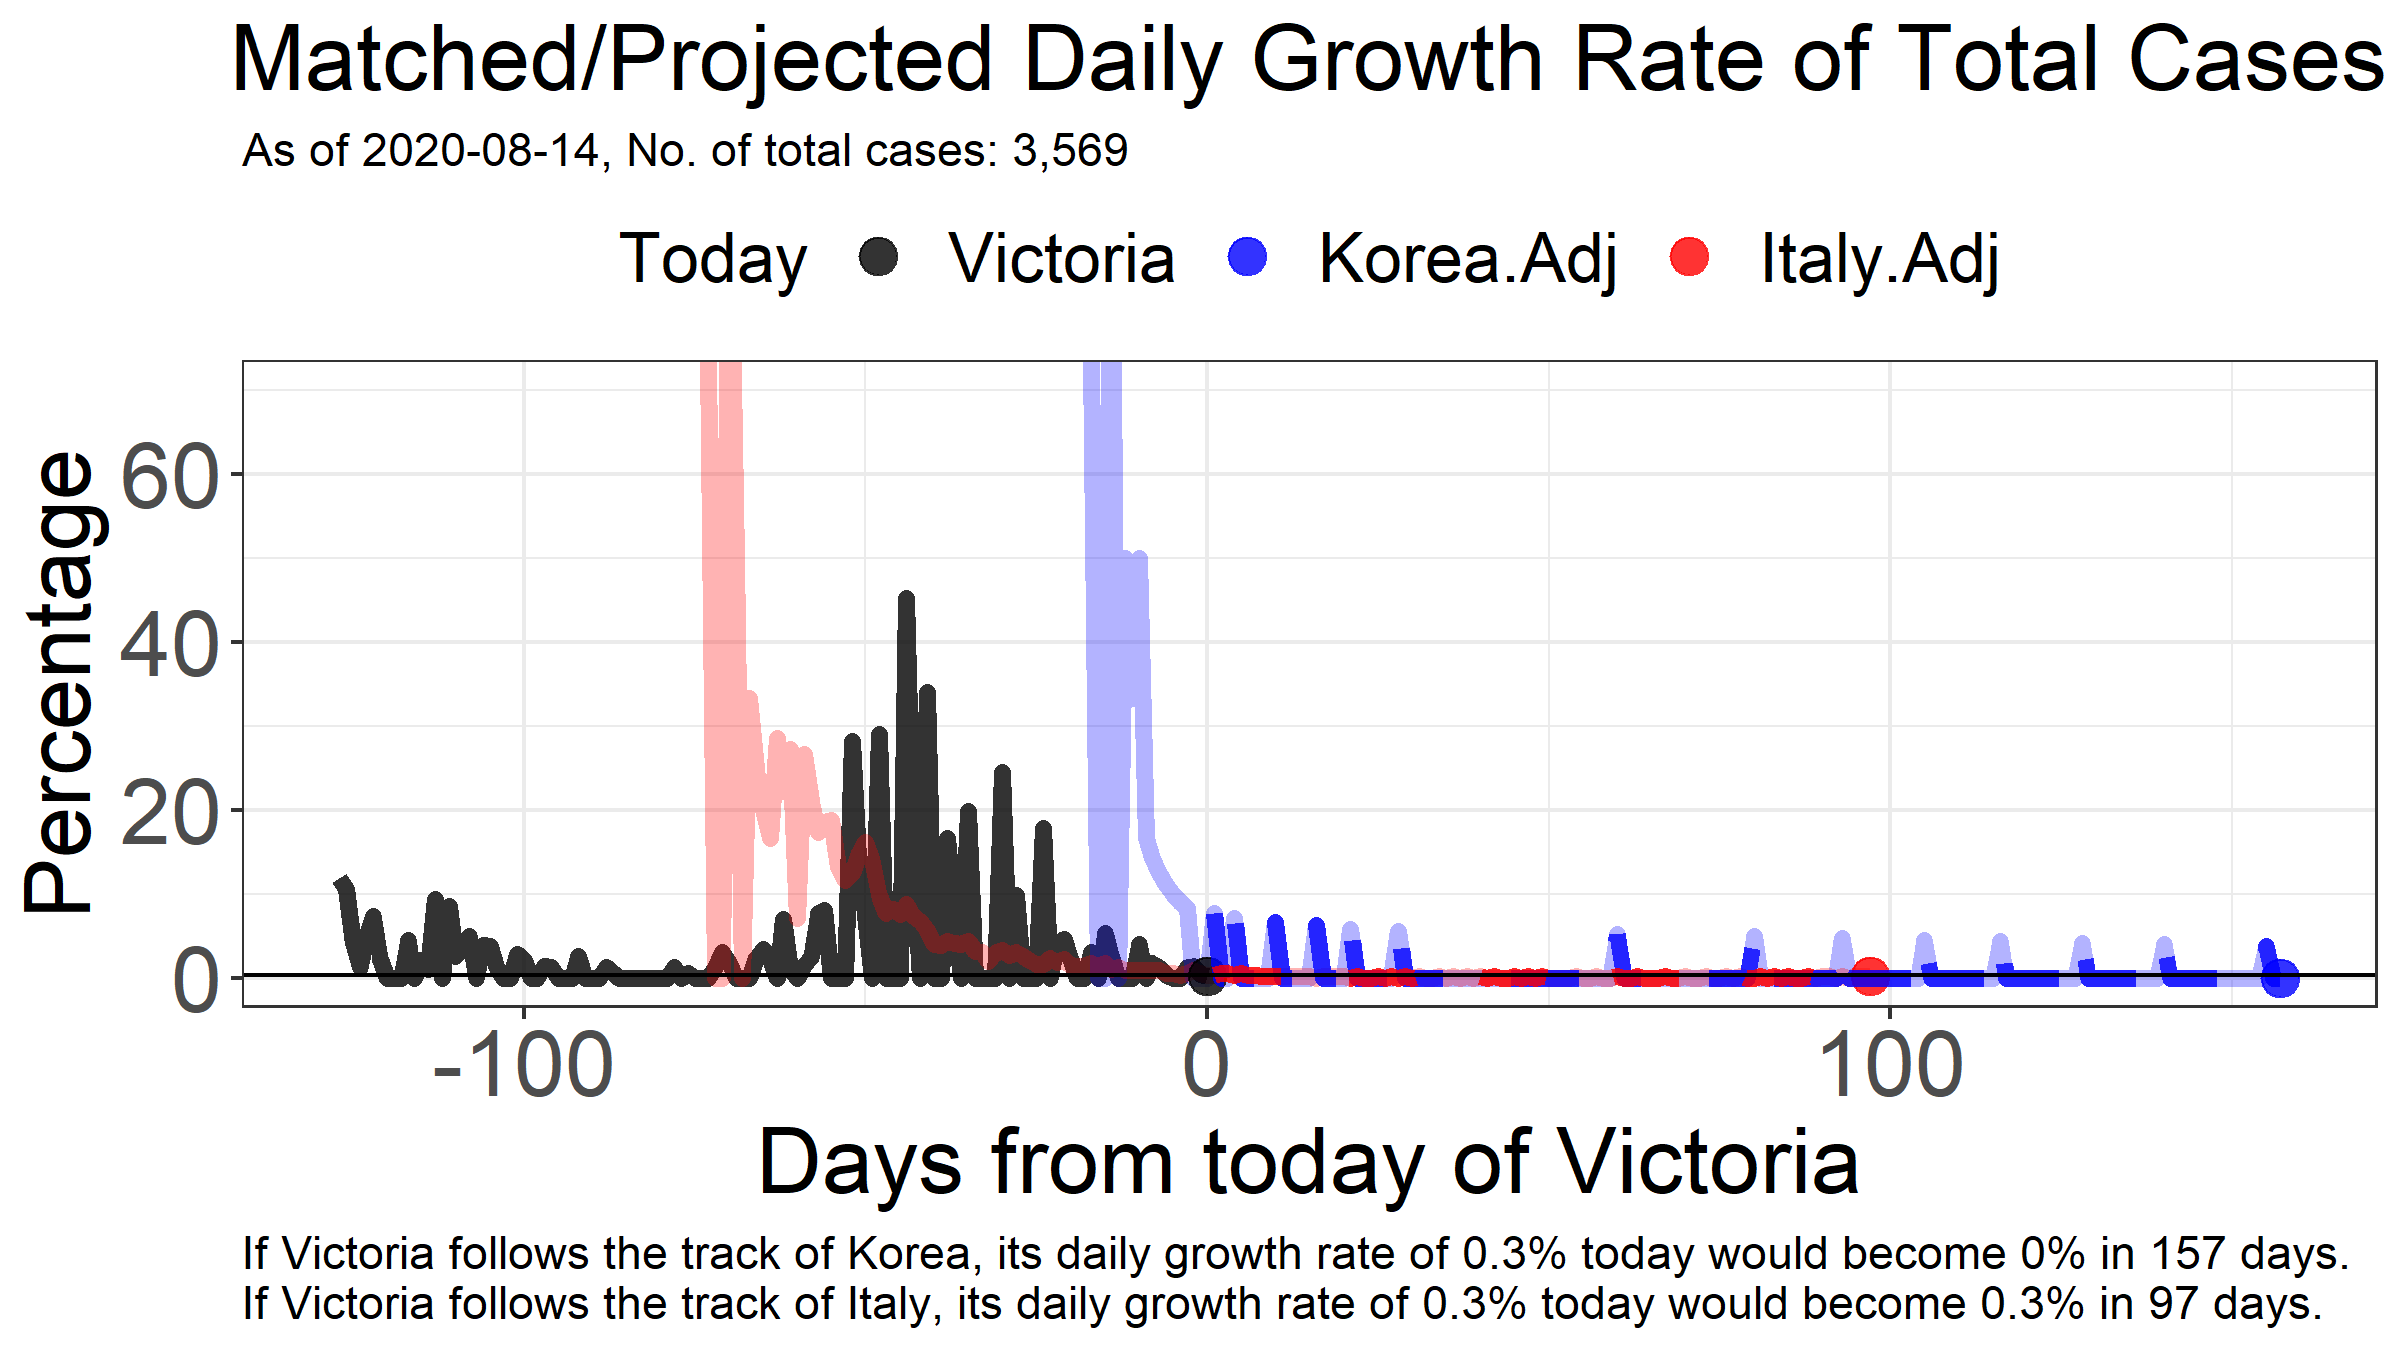 Matched/Projected Daily Growth Rate of Total Cases
As of 2020-08-14, No. of total cases: 3,569
Today Victoria Korea.Adj Italy.Adj
Percentage
60
40
20
0
-100 0 100
Days from today of Victoria
If Victoria follows the track of Korea, its daily growth rate of 0.3% today would become 0% in 157 days.
If Victoria follows the track of Italy, its daily growth rate of 0.3% today would become 0.3% in 97 days.